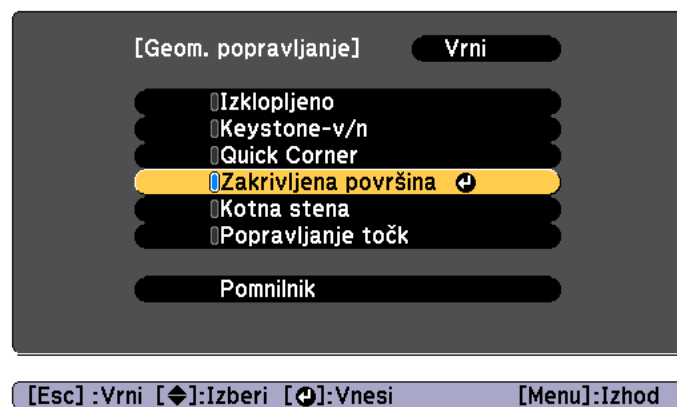 [Geom. popravljanje] Vrni
Izklopljeno
Keystone-v/n
Quick Corner
Zakrivljena površina
Kotna stena
Popravljanje točk
Pomnilnik
[Esc] :Vrni [ ]:Izberi [ ]:Vnesi [Menu]:Izhod